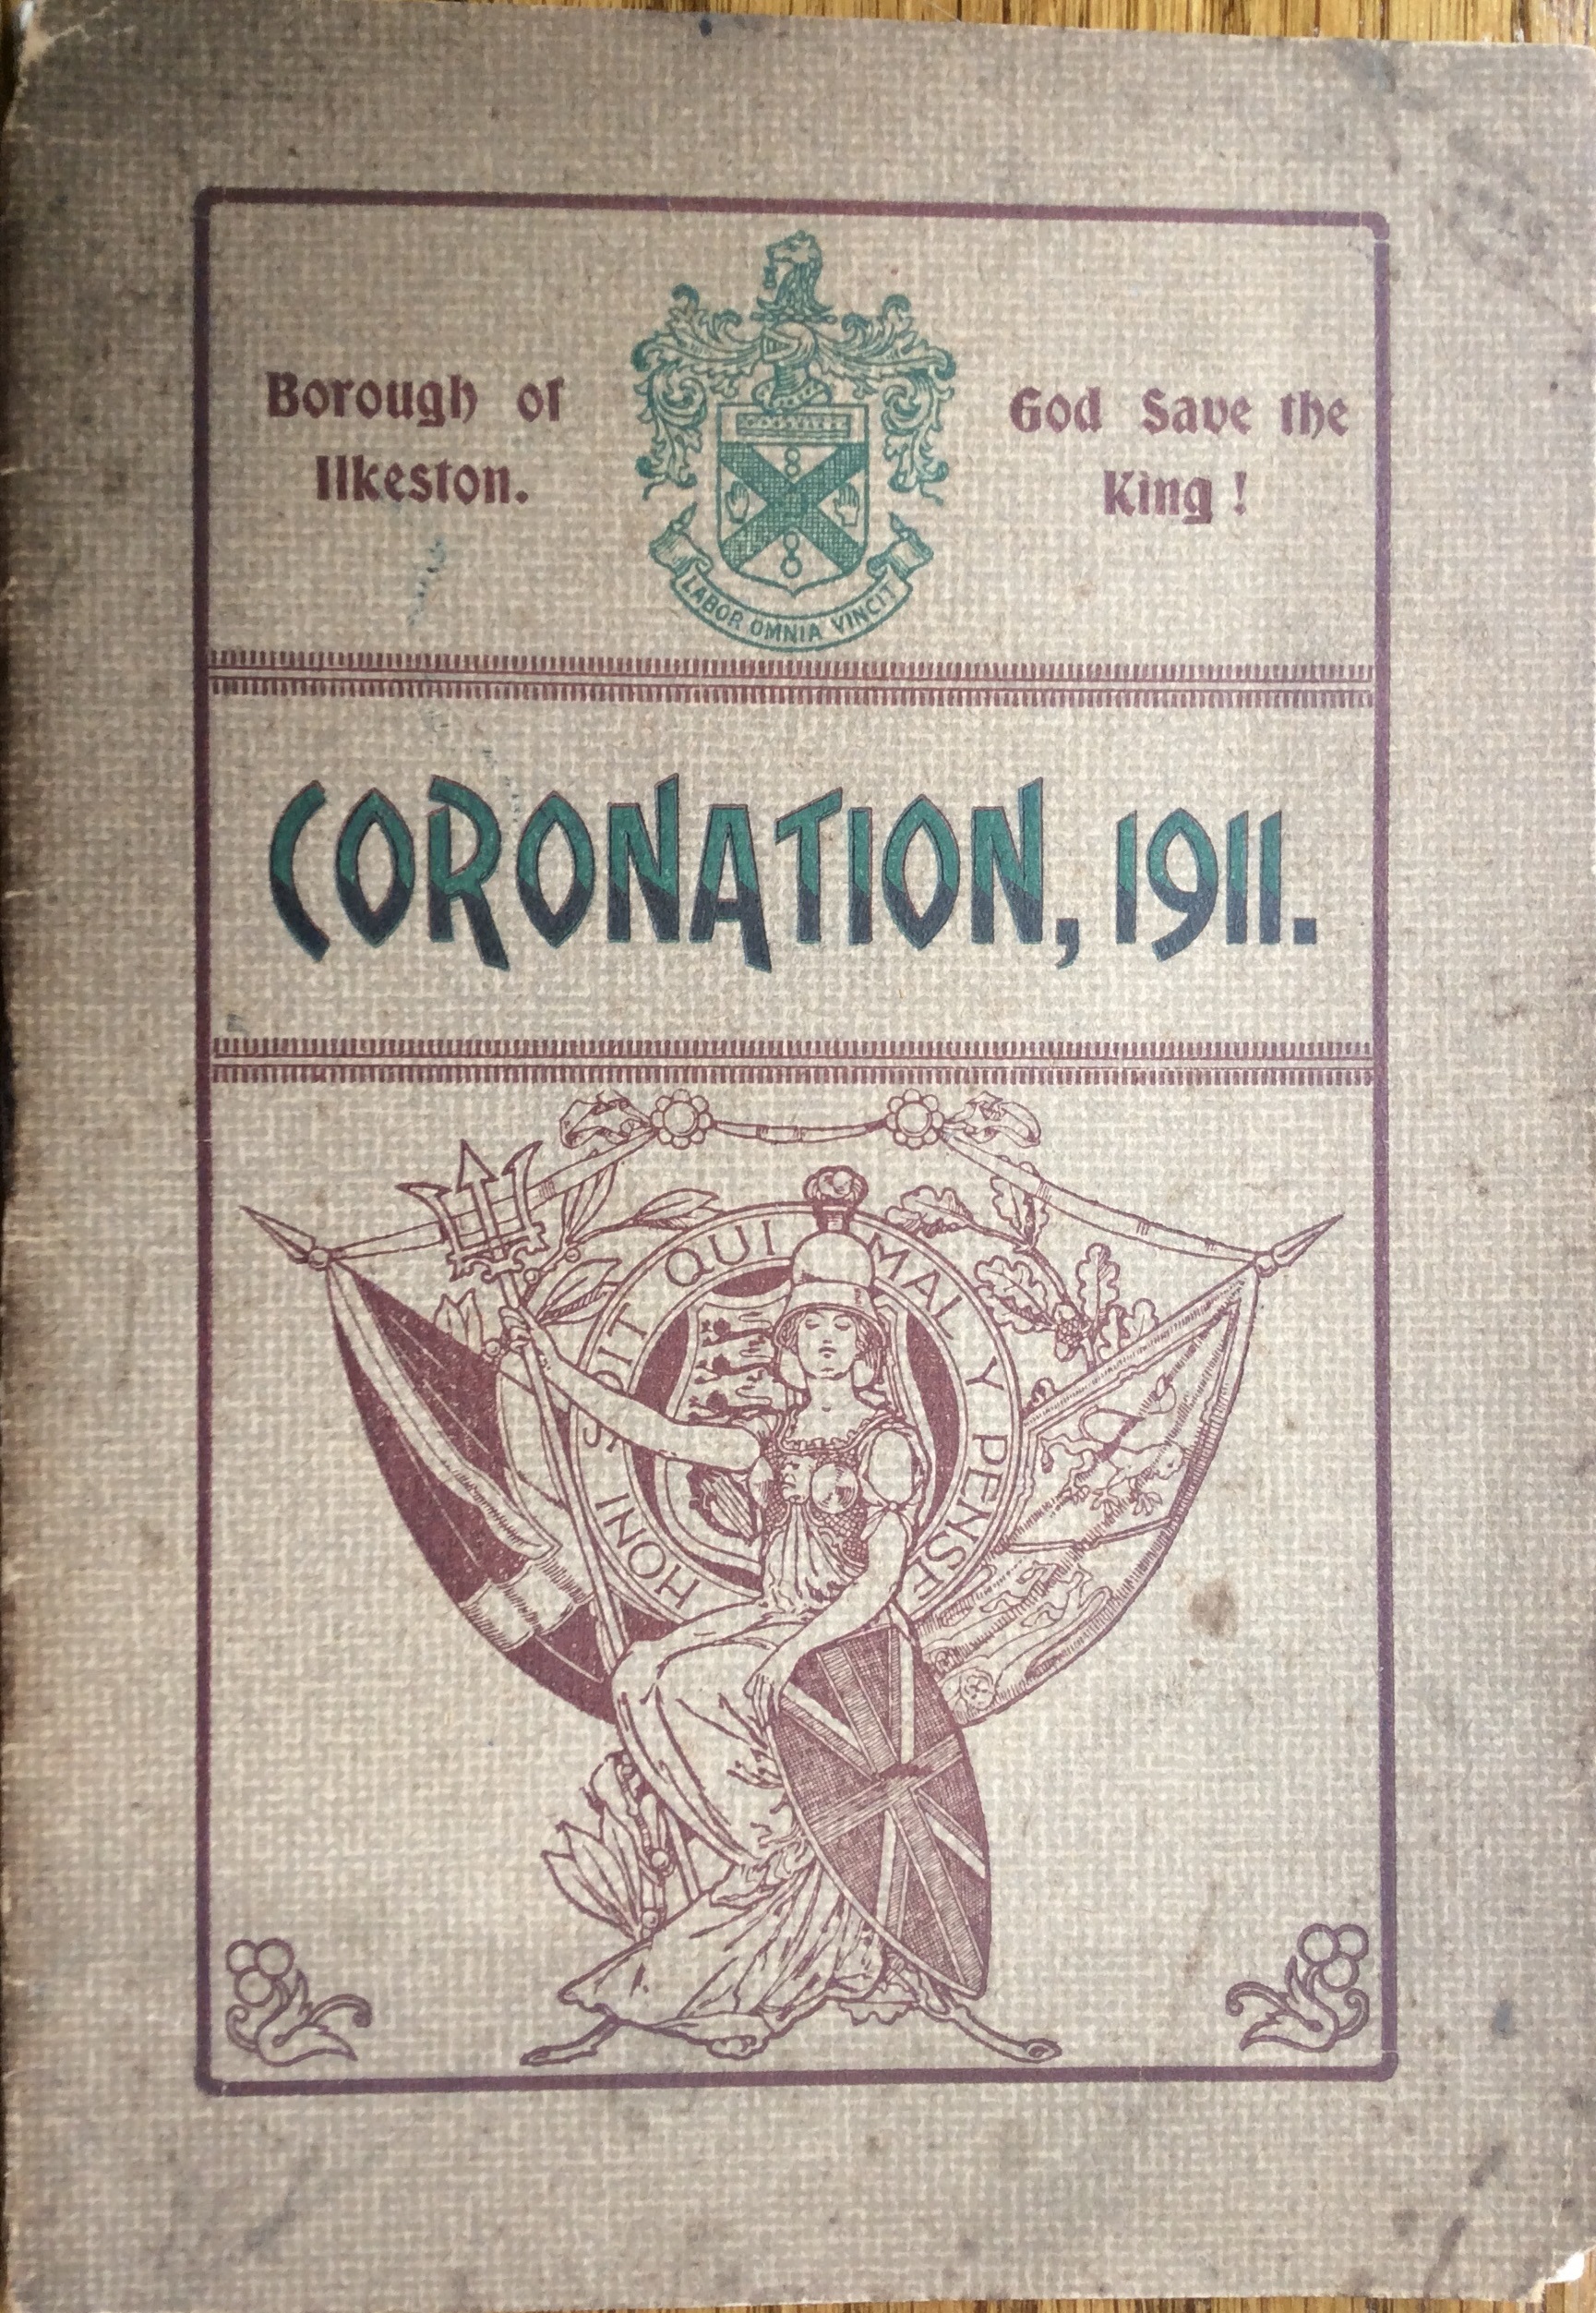 Borough of
Ilkeston.
God Save the
King!
LABOR OMNIA VINCIT
CORONATION, 1911.
HONI SOIT QUI MAL Y PENSE